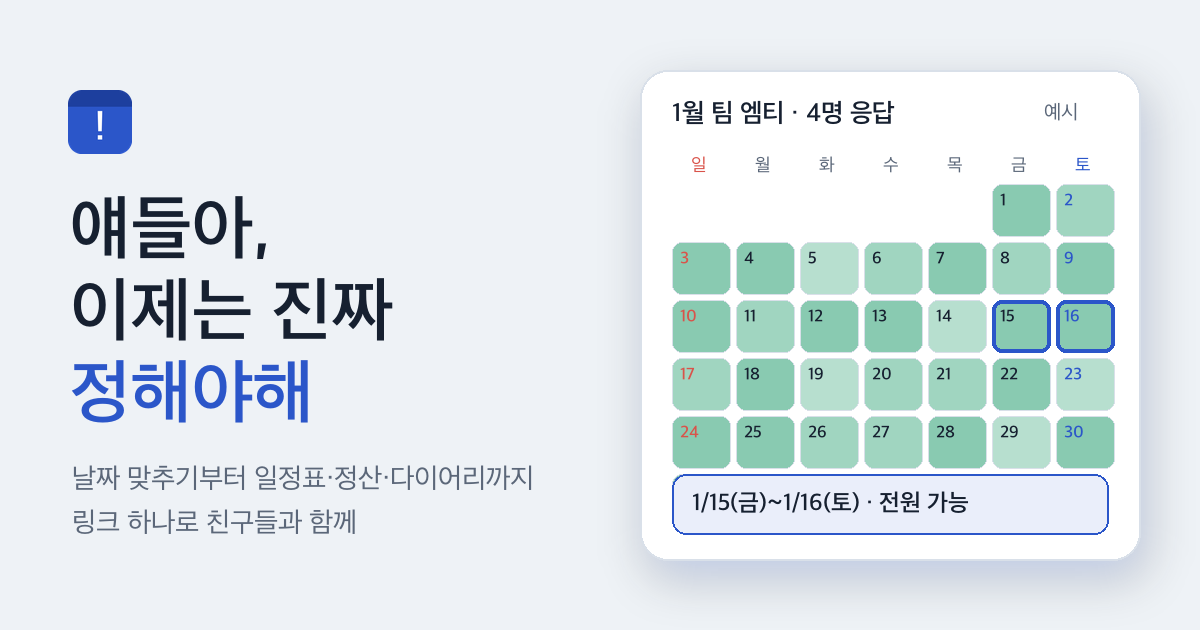 !
얘들아,
이제는 진짜
정해야해
날짜 맞추기부터 일정표·정산·다이어리까지
링크 하나로 친구들과 함께
1월 팀 엠티 · 4명 응답 예시
일 월 화 수 목 금 토
1 2
3 4 5 6 7 8 9
10 11 12 13 14 15 16
17 18 19 20 21 22 23
24 25 26 27 28 29 30
1/15(금)~1/16(토) · 전원 가능